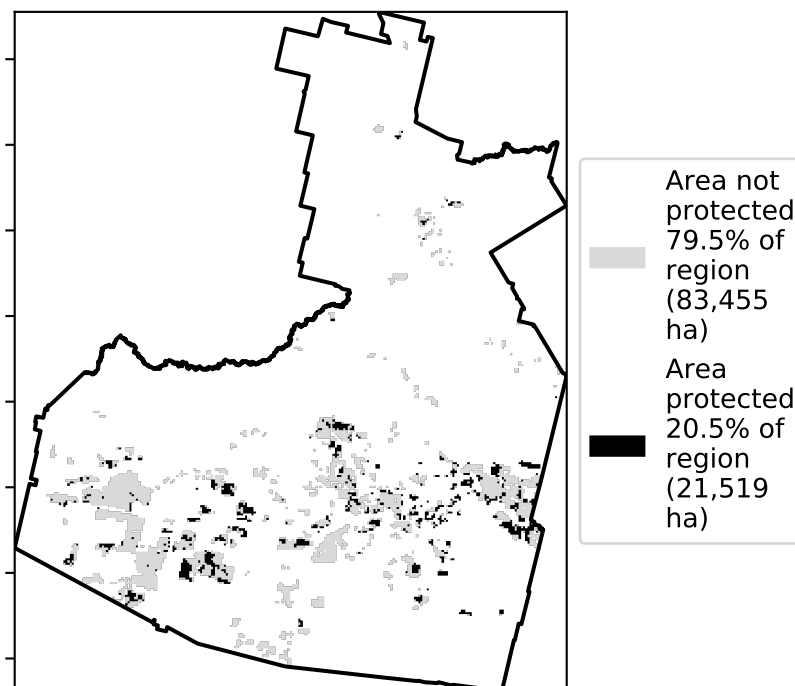 Area not
protected
79.5% of
region
(83,455
ha)
Area
protected
20.5% of
region
(21,519
ha)